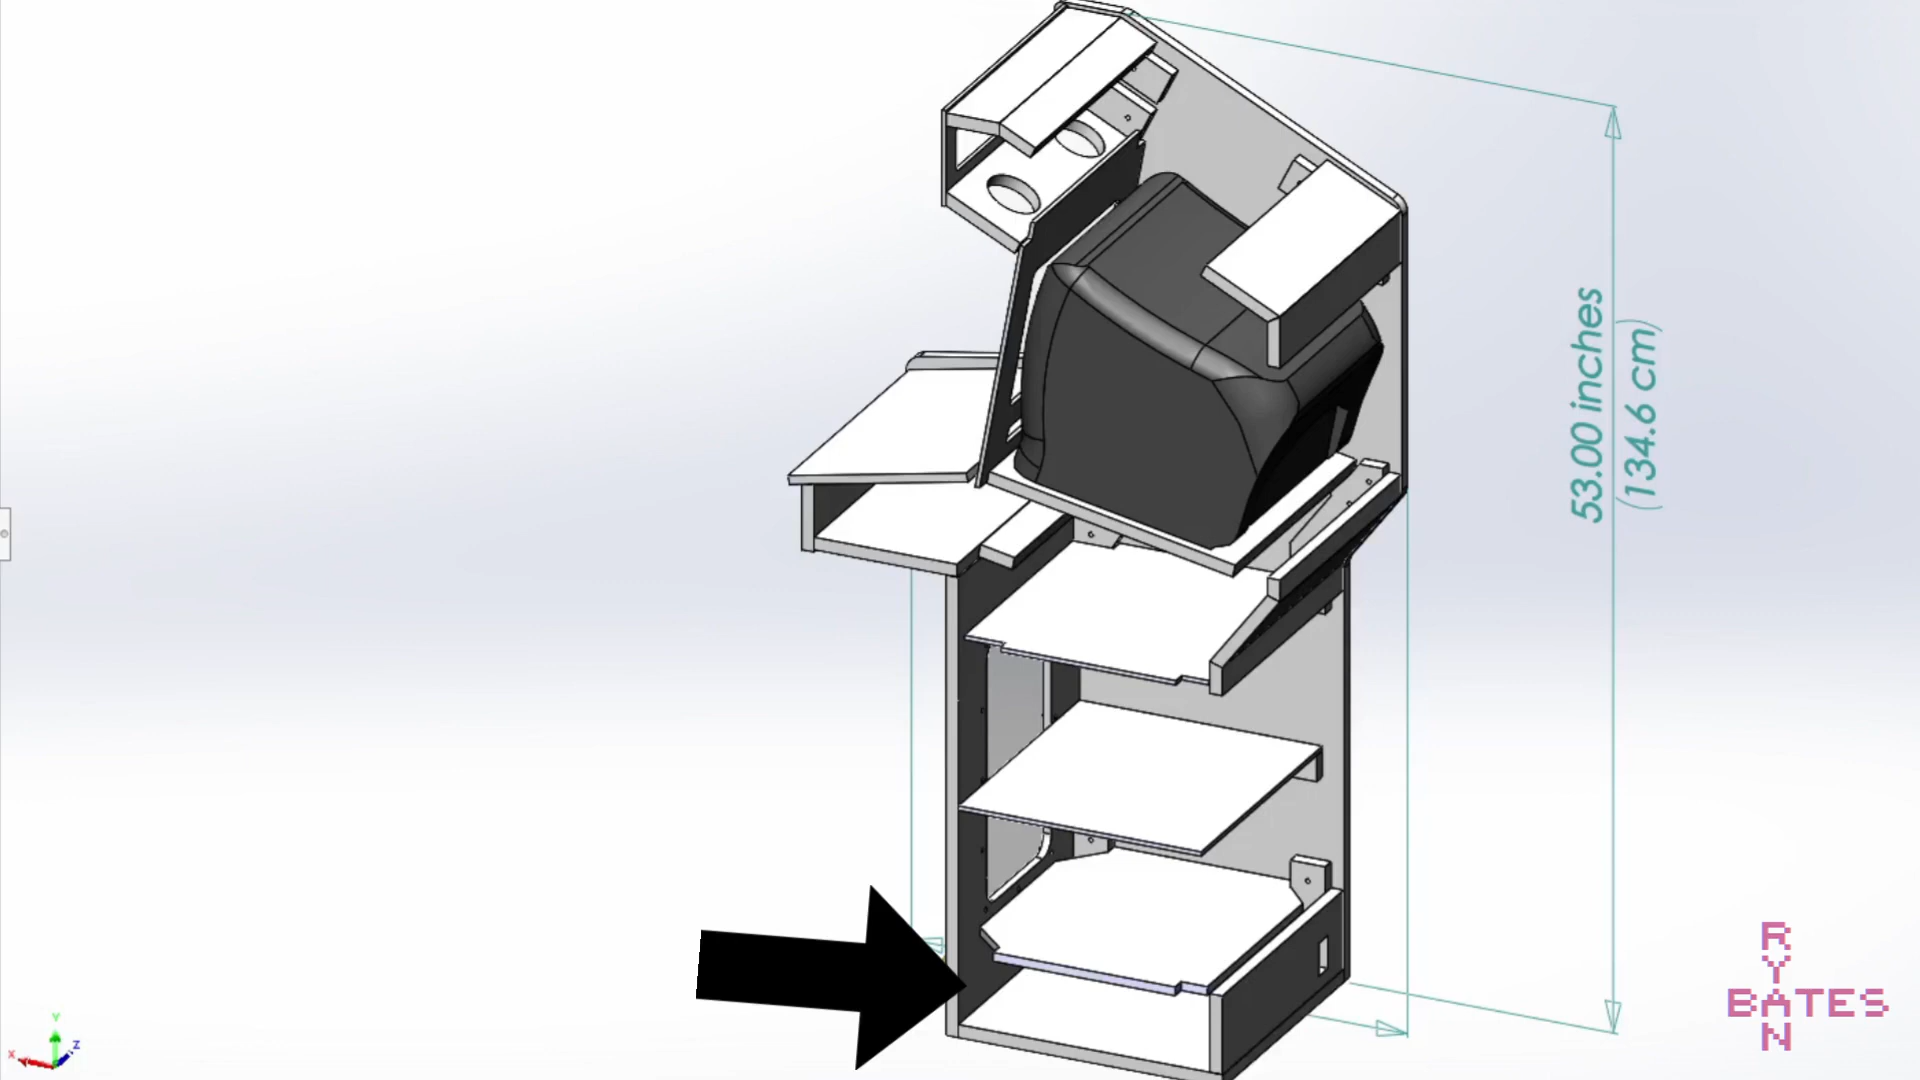 53.00 inches
(134.6 cm)
Y
X
Z
RYAN
BATES